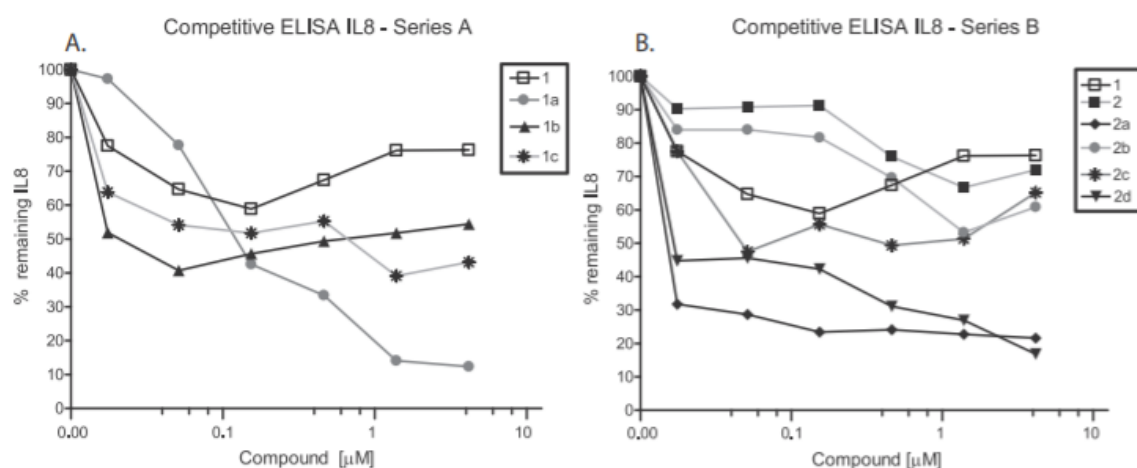 A.
Competitive ELISA IL8 - Series A
% remaining IL8
100
90
80
70
60
50
40
30
20
10
0
0.00
0.1
1
10
Compound [µM]
1
1a
1b
1c
B.
Competitive ELISA IL8 - Series B
% remaining IL8
100
90
80
70
60
50
40
30
20
10
0
0.00
0.1
1
10
Compound [µM]
1
2
2a
2b
2c
2d